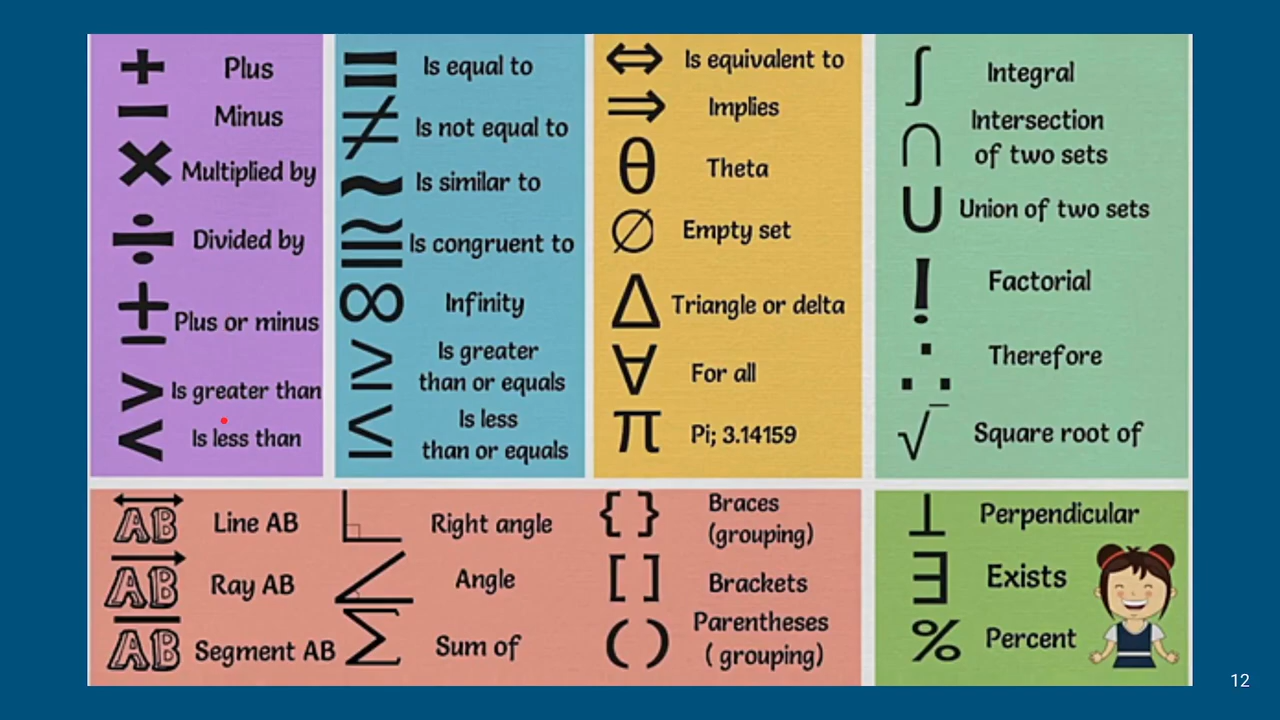 + Plus
− Minus
× Multiplied by
÷ Divided by
± Plus or minus
> Is greater than
< Is less than
= Is equal to
≠ Is not equal to
~ Is similar to
≅ Is congruent to
∞ Infinity
≥ Is greater
than or equals
≤ Is less
than or equals
⇔ Is equivalent to
⇒ Implies
θ Theta
∅ Empty set
Δ Triangle or delta
∀ For all
π Pi; 3.14159
∫ Integral
∩ Intersection
of two sets
∪ Union of two sets
! Factorial
∴ Therefore
√ Square root of
AB Line AB
AB Ray AB
AB Segment AB
∟ Right angle
∠ Angle
Σ Sum of
{ } Braces
(grouping)
[ ] Brackets
( ) Parentheses
( grouping)
⊥ Perpendicular
∃ Exists
% Percent
12